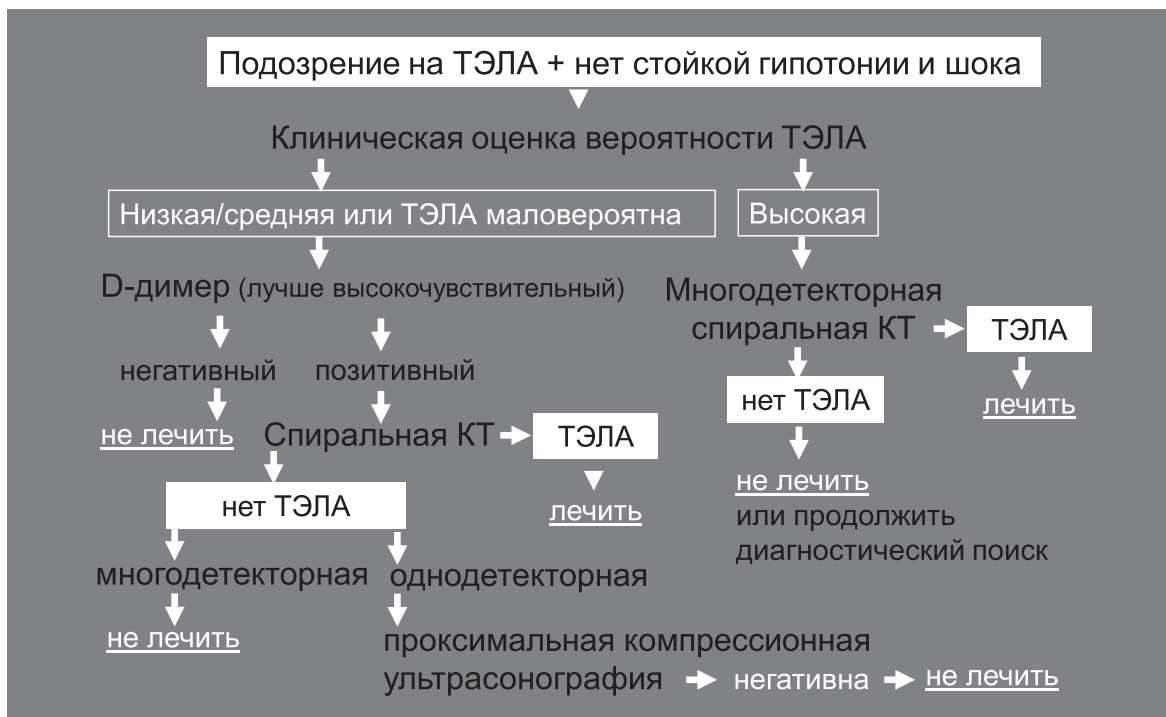 Подозрение на ТЭЛА + нет стойкой гипотонии и шока
Клиническая оценка вероятности ТЭЛА
Низкая/средняя или ТЭЛА маловероятна
Высокая
D-димер (лучше высокочувствительный)
Многодетекторная
спиральная КТ
ТЭЛА
негативный
позитивный
нет ТЭЛА
лечить
не лечить
Спиральная КТ
ТЭЛА
не лечить
или продолжить
диагностический поиск
нет ТЭЛА
лечить
многодетекторная
однодетекторная
не лечить
проксимальная компрессионная
ультрасонография
негативна
не лечить